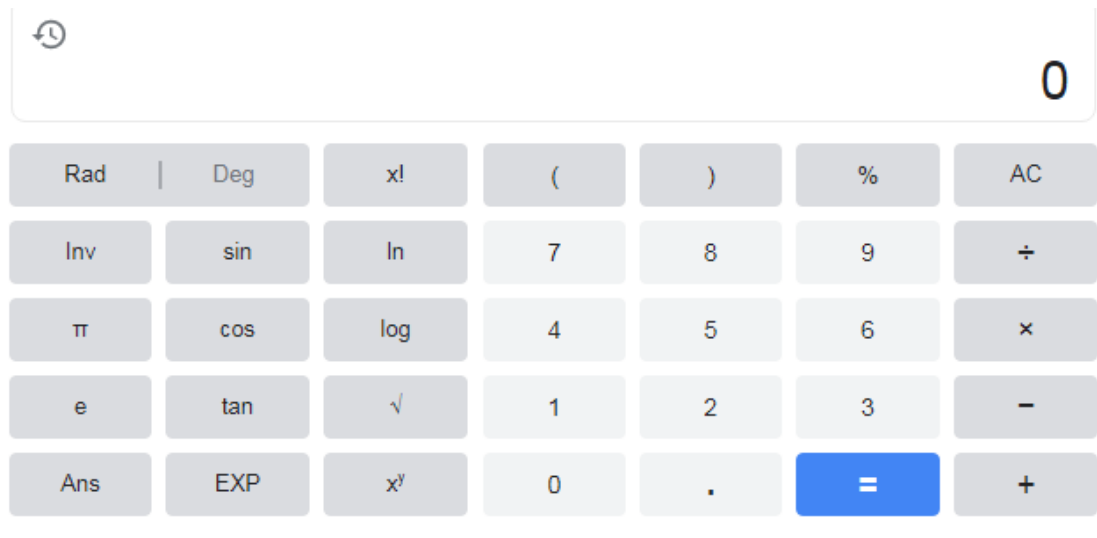 0
Rad | Deg x! ( ) % AC
Inv sin ln 7 8 9 ÷
π cos log 4 5 6 ×
e tan √ 1 2 3 −
Ans EXP xʸ 0 . = +